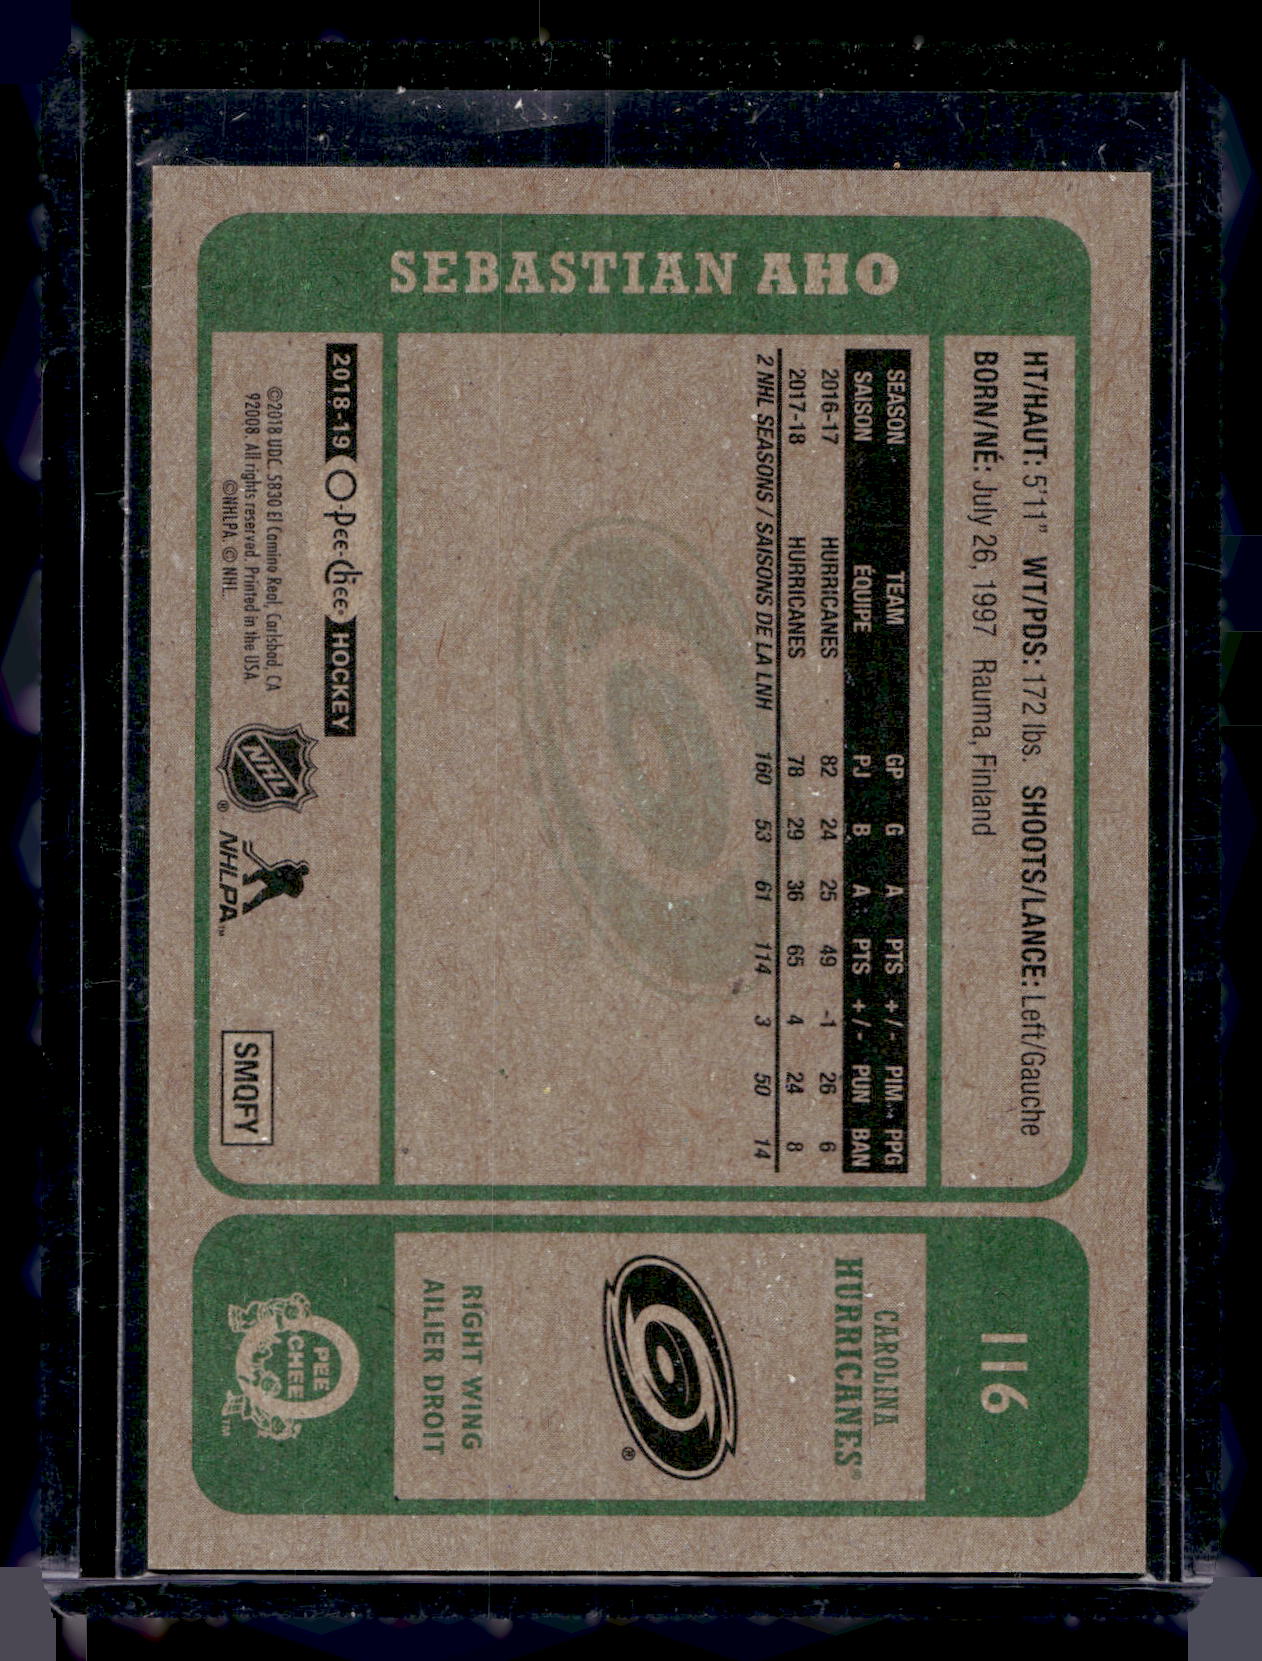 SEBASTIAN AHO
HT/HAUT: 5'11" WT/PDS: 172 lbs. SHOOTS/LANCE: Left/Gauche
BORN/NÉ: July 26, 1997 Rauma, Finland
SEASON TEAM GP G A PTS +/- PIM PPG
SAISON ÉQUIPE PJ B A PTS +/- PUN BAN
2016-17 HURRICANES 82 24 25 49 -1 26 6
2017-18 HURRICANES 78 29 36 65 4 24 8
2 NHL SEASONS / SAISONS DE LA LNH 160 53 61 114 3 50 14
2018-19 O-Pee-Chee HOCKEY
©2018 UDC. 5830 El Camino Real, Carlsbad, CA
92008. All rights reserved. Printed in the USA.
©NHLPA. © NHL.
NHL ®
NHLPA™
SMQFY
116
CAROLINA
HURRICANES®
®
RIGHT WING
AILIER DROIT
PEE
CHEE
TM